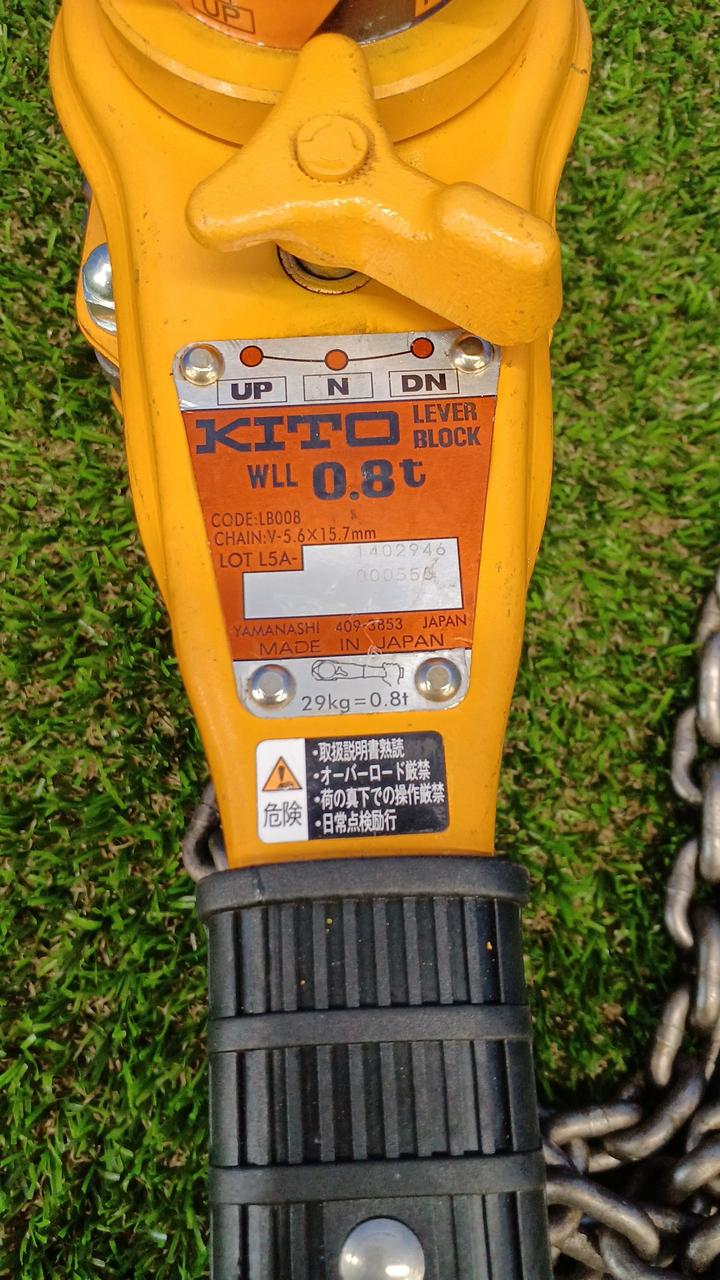 UP
UP N DN
KITO LEVER BLOCK
WLL 0.8t
CODE:LB008
CHAIN:V-5.6×15.7mm
LOT L5A- 1402946
YAMANASHI 409-3853 JAPAN
MADE IN JAPAN
29kg=0.8t
危険
・取扱説明書熟読
・オーバーロード厳禁
・荷の真下での操作厳禁
・日常点検励行